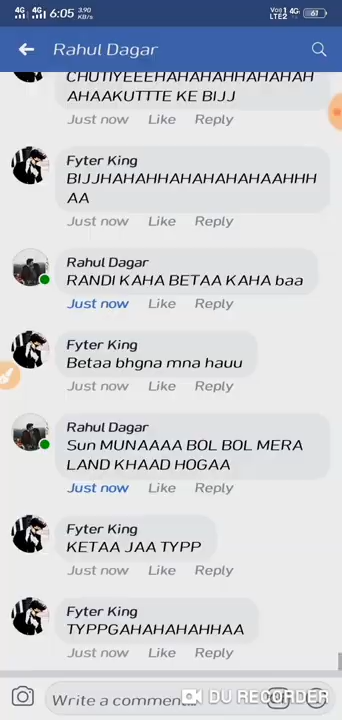 4G 4G 6:05 3.90 KB/s LTE2 4G 61
Rahul Dagar
CHUTIYEEEHAHAHAHHAHAHAH
AHAAKUTTTE KE BIJJ
Just now Like Reply
Fyter King
BIJJHAHAHHAHAHAHAHAAHHH
AA
Just now Like Reply
Rahul Dagar
RANDI KAHA BETAA KAHA baa
Just now Like Reply
Fyter King
Betaa bhgna mna hauu
Just now Like Reply
Rahul Dagar
Sun MUNAAAA BOL BOL MERA
LAND KHAAD HOGAA
Just now Like Reply
Fyter King
KETAA JAA TYPP
Just now Like Reply
Fyter King
TYPPGAHAHAHAHHAA
Just now Like Reply
Write a commen
DU RECORDER